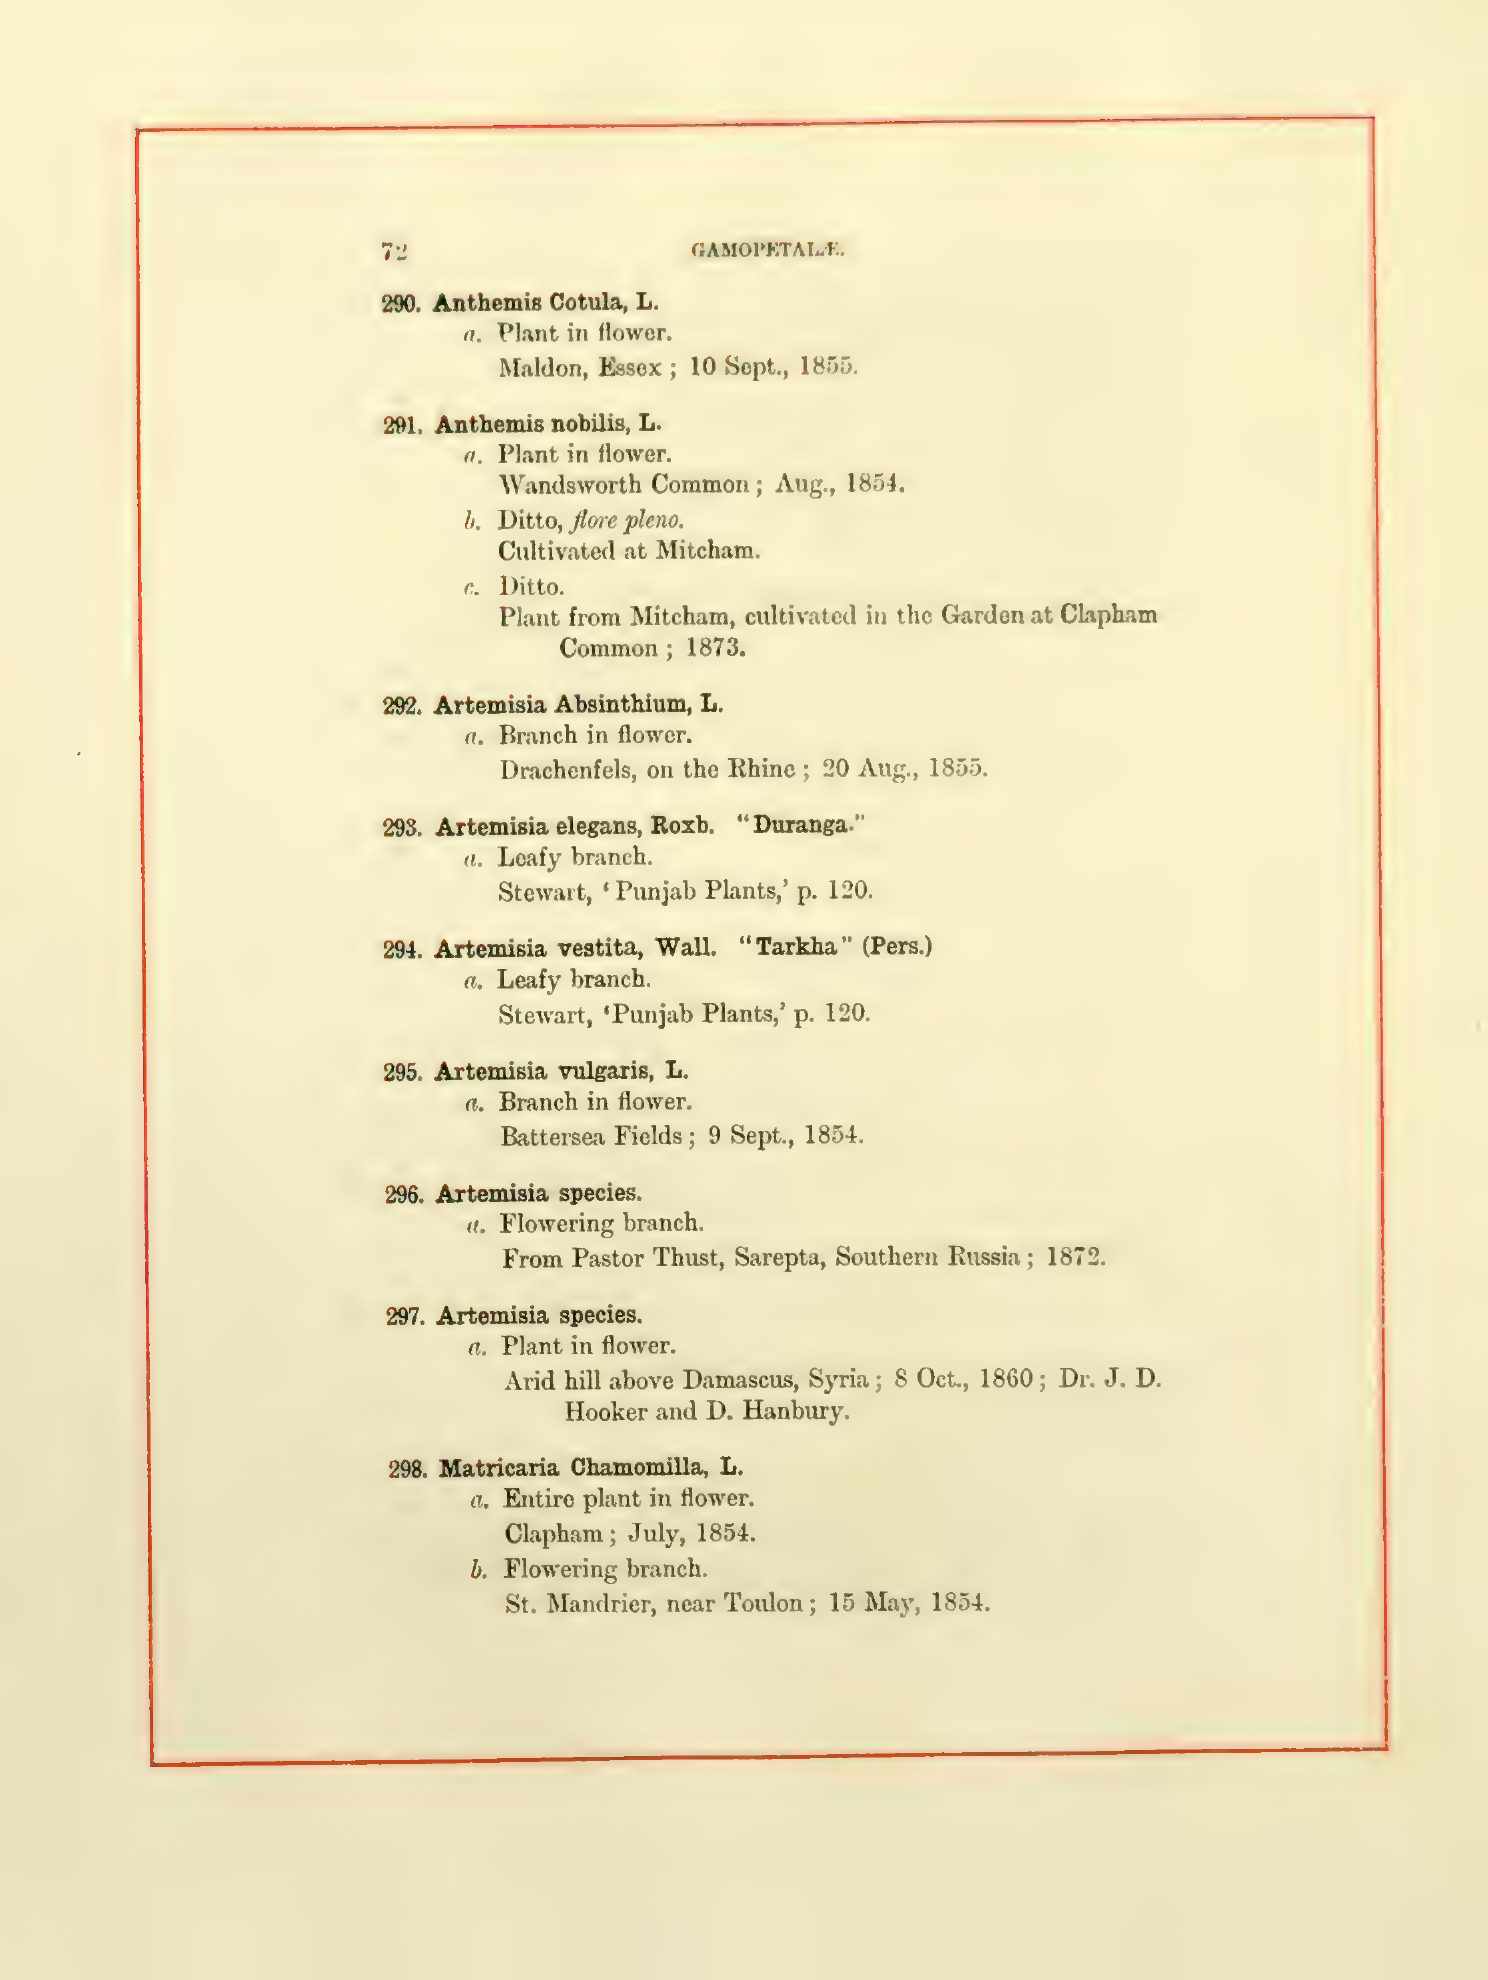 72 GAMOPETALÆ.
290. Anthemis Cotula, L.
a. Plant in flower.
Maldon, Essex ; 10 Sept., 1855.
291. Anthemis nobilis, L.
a. Plant in flower.
Wandsworth Common ; Aug., 1854.
b. Ditto, flore pleno.
Cultivated at Mitcham.
c. Ditto.
Plant from Mitcham, cultivated in the Garden at Clapham
Common ; 1873.
292. Artemisia Absinthium, L.
a. Branch in flower.
Drachenfels, on the Rhine ; 20 Aug., 1855.
293. Artemisia elegans, Roxb. “Duranga.”
a. Leafy branch.
Stewart, ‘Punjab Plants,’ p. 120.
294. Artemisia vestita, Wall. “Tarkha” (Pers.)
a. Leafy branch.
Stewart, ‘Punjab Plants,’ p. 120.
295. Artemisia vulgaris, L.
a. Branch in flower.
Battersea Fields ; 9 Sept., 1854.
296. Artemisia species.
a. Flowering branch.
From Pastor Thust, Sarepta, Southern Russia ; 1872.
297. Artemisia species.
a. Plant in flower.
Arid hill above Damascus, Syria ; 8 Oct., 1860 ; Dr. J. D.
Hooker and D. Hanbury.
298. Matricaria Chamomilla, L.
a. Entire plant in flower.
Clapham ; July, 1854.
b. Flowering branch.
St. Mandrier, near Toulon ; 15 May, 1854.